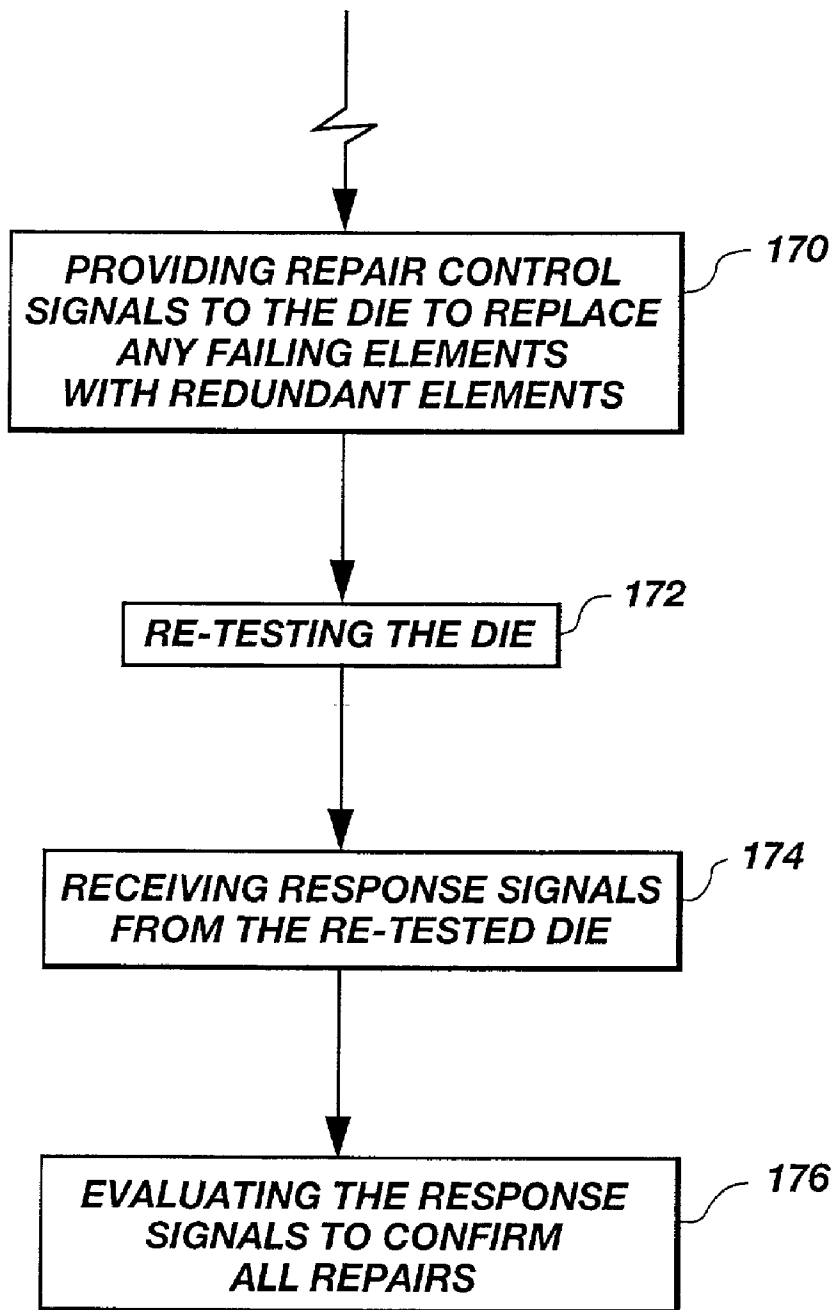 PROVIDING REPAIR CONTROL
SIGNALS TO THE DIE TO REPLACE
ANY FAILING ELEMENTS
WITH REDUNDANT ELEMENTS
170
RE-TESTING THE DIE
172
RECEIVING RESPONSE SIGNALS
FROM THE RE-TESTED DIE
174
EVALUATING THE RESPONSE
SIGNALS TO CONFIRM
ALL REPAIRS
176